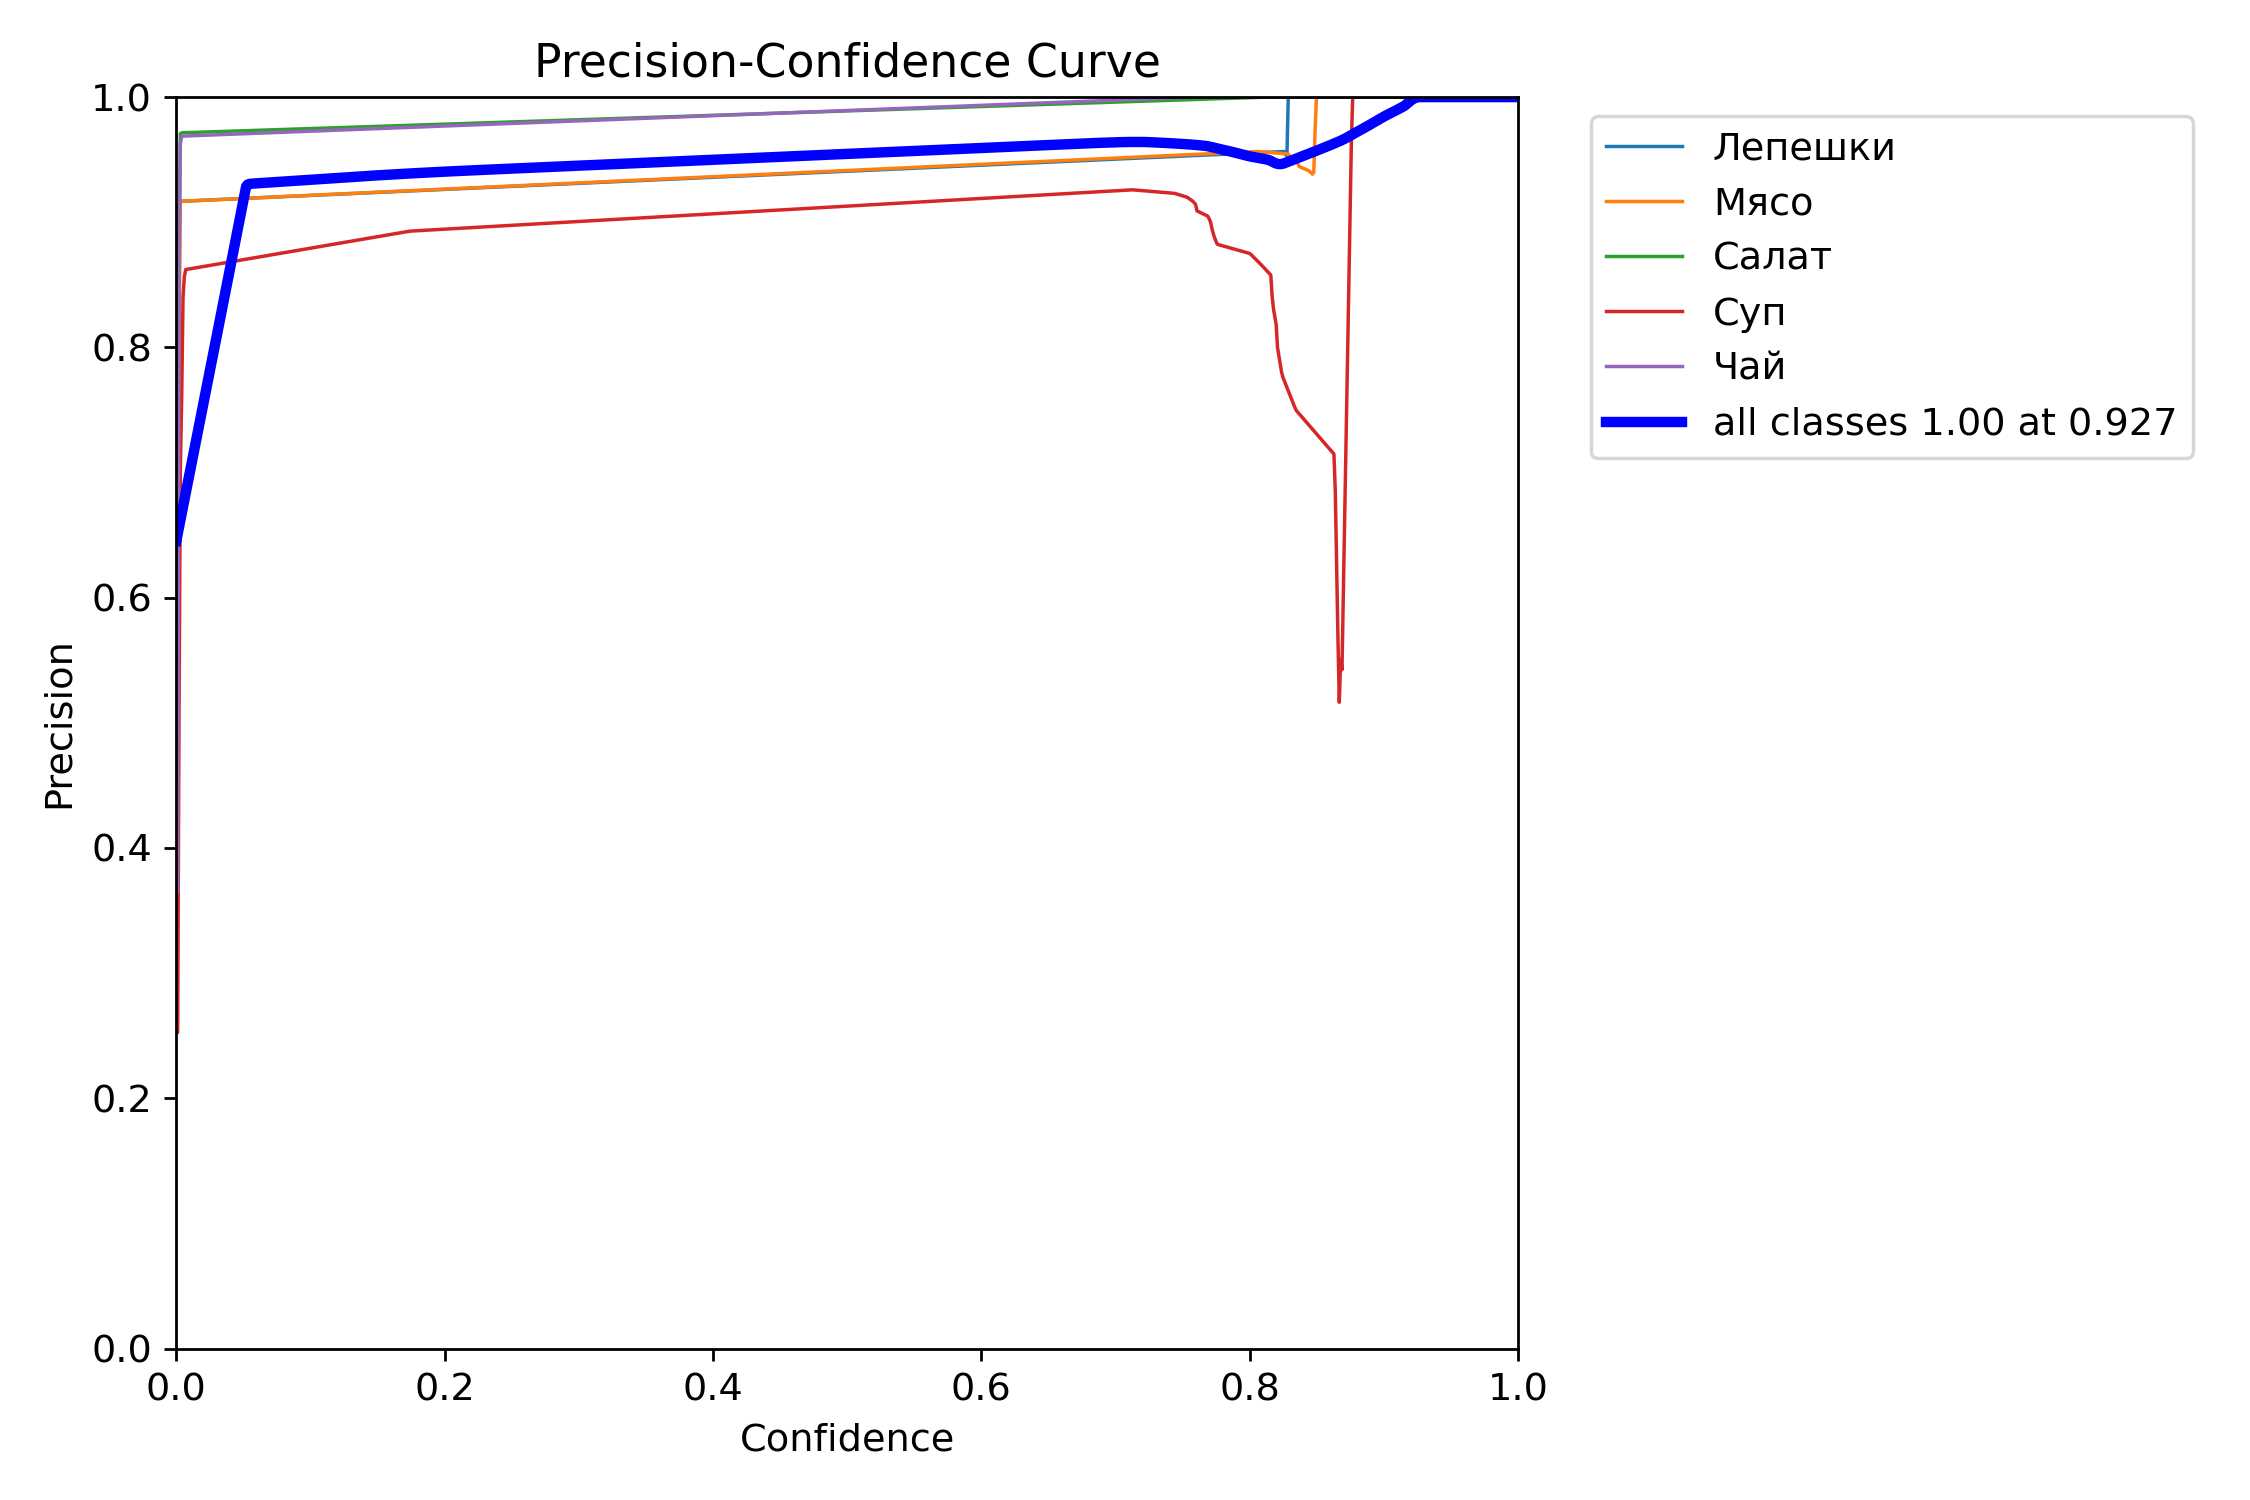 Precision-Confidence Curve
1.0
0.8
0.6
0.4
0.2
0.0
Precision
0.0 0.2 0.4 0.6 0.8 1.0
Confidence
Лепешки
Мясо
Салат
Суп
Чай
all classes 1.00 at 0.927